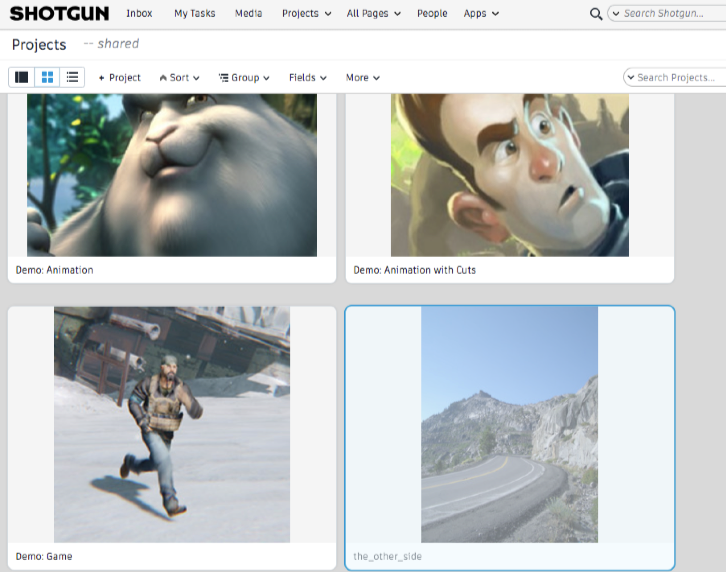 SHOTGUN Inbox My Tasks Media Projects All Pages People Apps Search Shotgun...
Projects -- shared
+ Project Sort Group Fields More Search Projects...
Demo: Animation Demo: Animation with Cuts
Demo: Game the_other_side